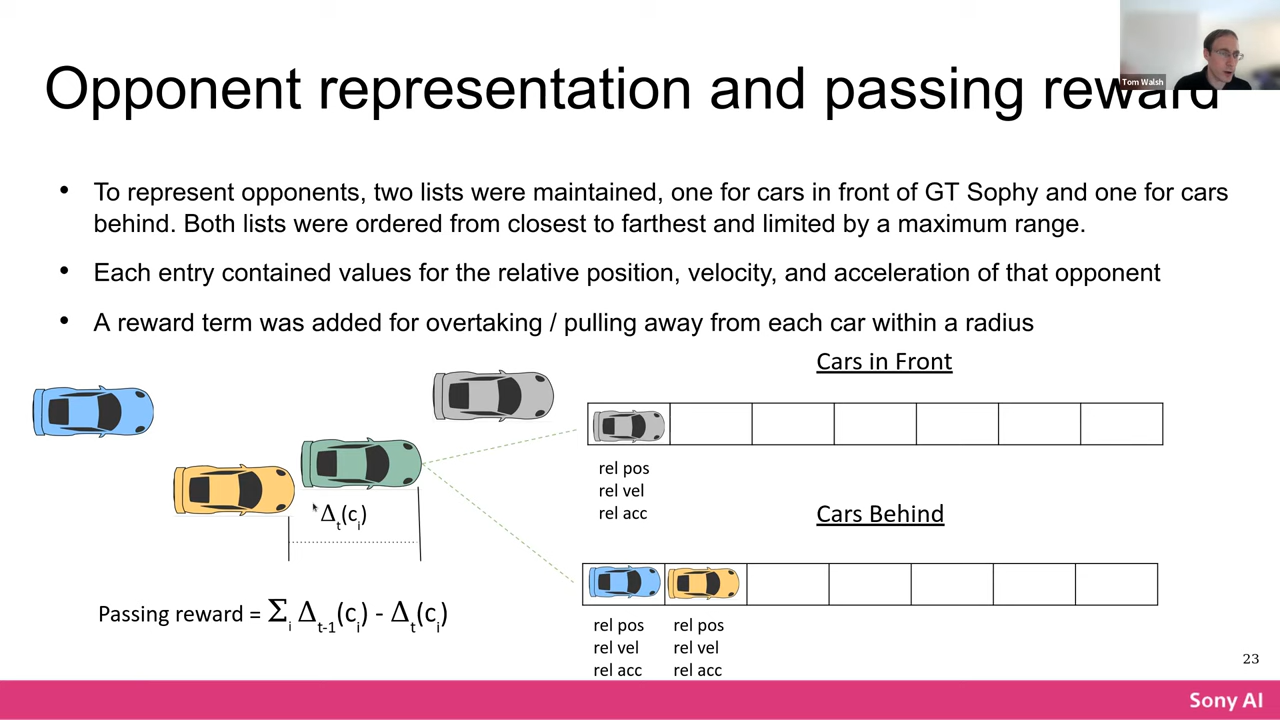 Opponent representation and passing reward
Tom Walsh
• To represent opponents, two lists were maintained, one for cars in front of GT Sophy and one for cars
behind. Both lists were ordered from closest to farthest and limited by a maximum range.
• Each entry contained values for the relative position, velocity, and acceleration of that opponent
• A reward term was added for overtaking / pulling away from each car within a radius
Cars in Front
rel pos
rel vel
rel acc
Δt(ci)
Cars Behind
Passing reward = Σi Δt-1(ci) - Δt(ci)
rel pos rel pos
rel vel rel vel
rel acc rel acc
23
Sony AI